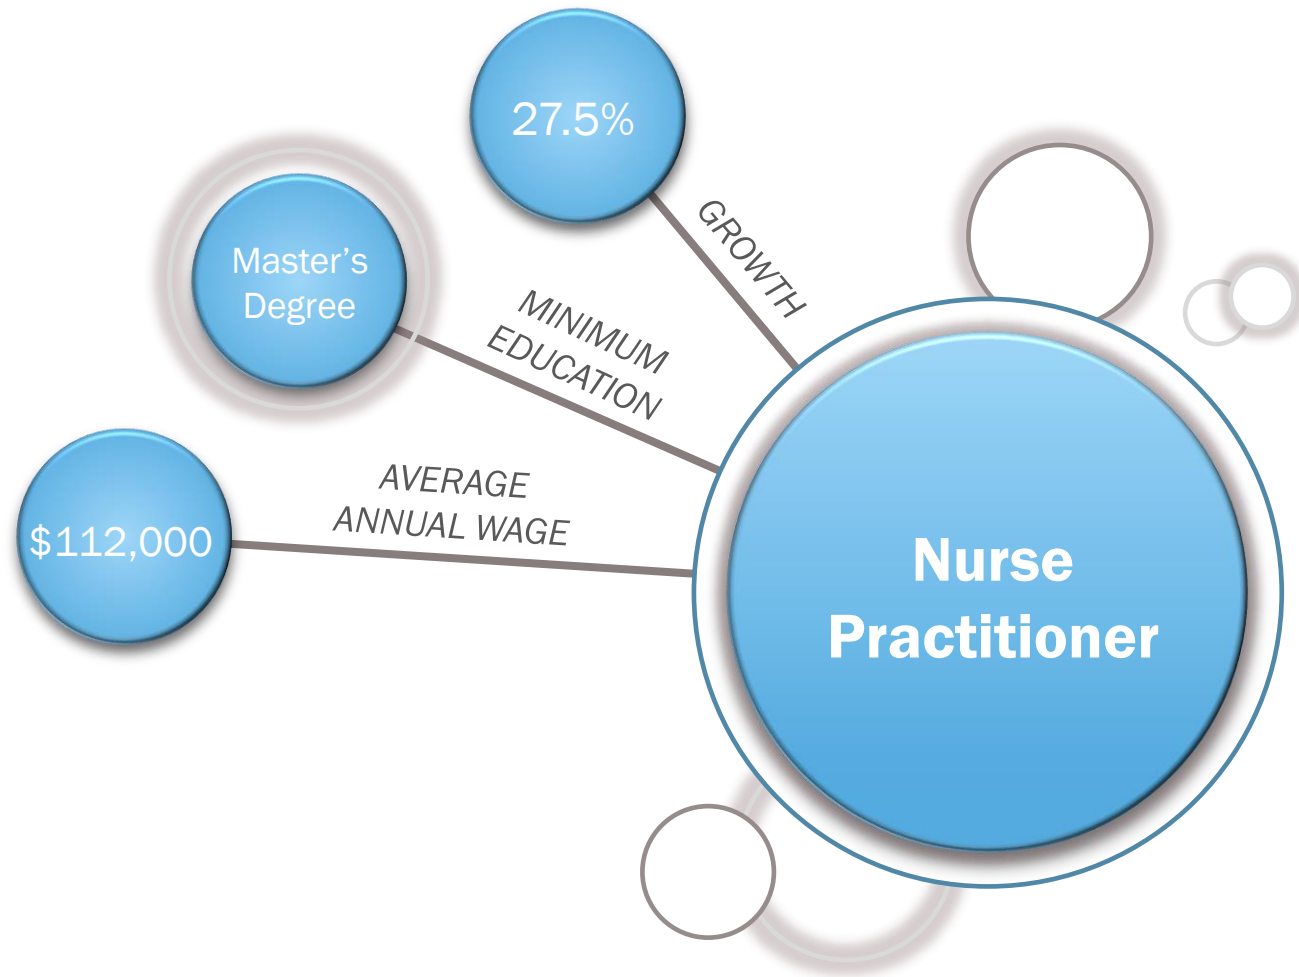 27.5%
GROWTH
Master’s
Degree
MINIMUM
EDUCATION
$112,000
AVERAGE
ANNUAL WAGE
Nurse
Practitioner